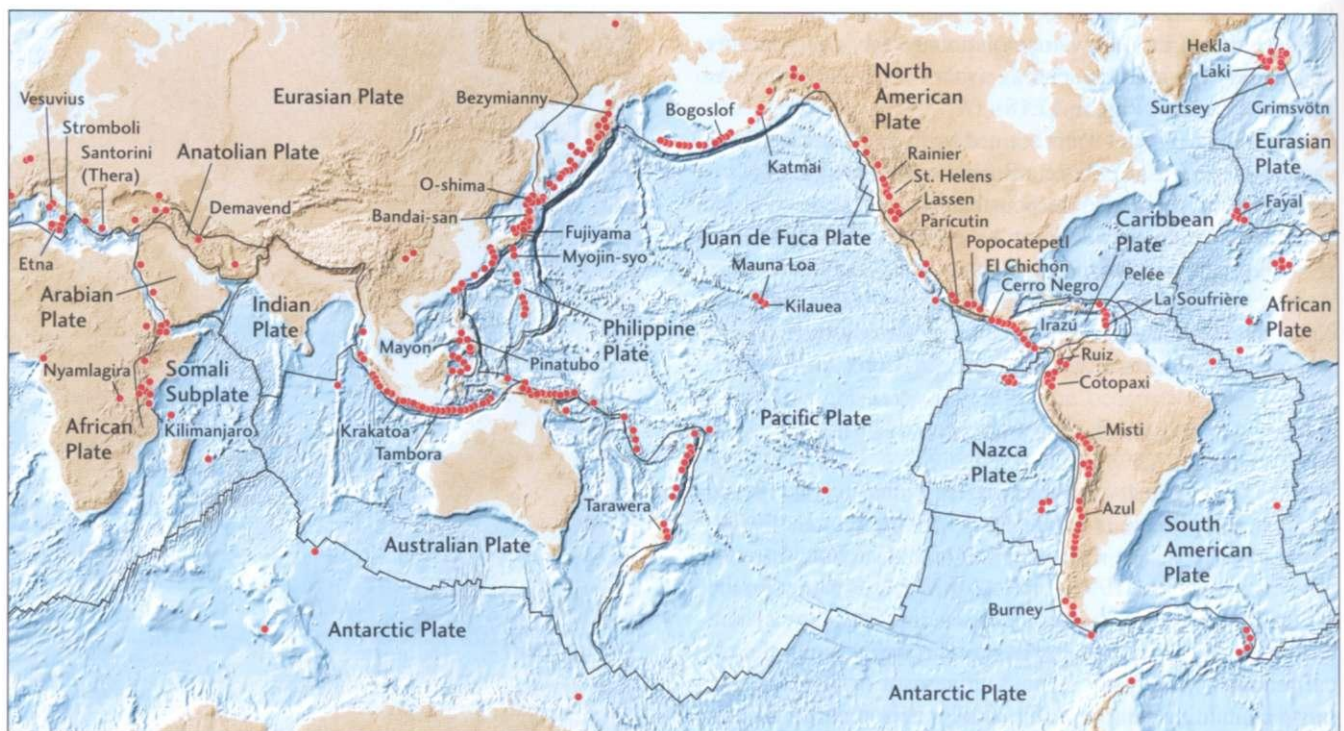 Hekla
Laki
Surtsey
Grimsvötn
Eurasian
Plate
Fayal
North
American
Plate
Vesuvius
Stromboli
Santorini
(Thera)
Eurasian Plate
Anatolian Plate
Bezymianny
Bogoslof
Katmai
O-shima
Bandai-san
Demavend
Fujiyama
Myojin-syo
Etna
Rainier
St. Helens
Lassen
Parícutin
Juan de Fuca Plate
Popocatépetl
El Chichón
Cerro Negro
Caribbean
Plate
Pelée
La Soufrière
Irazú
Mauna Loa
Kilauea
Arabian
Plate
Indian
Plate
African
Plate
Philippine
Plate
Mayon
Pinatubo
Nyamlagira
Somali
Subplate
African
Plate
Kilimanjaro
Krakatoa
Tambora
Ruiz
Cotopaxi
Pacific Plate
Nazca
Plate
Misti
Azul
Tarawera
Australian Plate
South
American
Plate
Burney
Antarctic Plate
Antarctic Plate